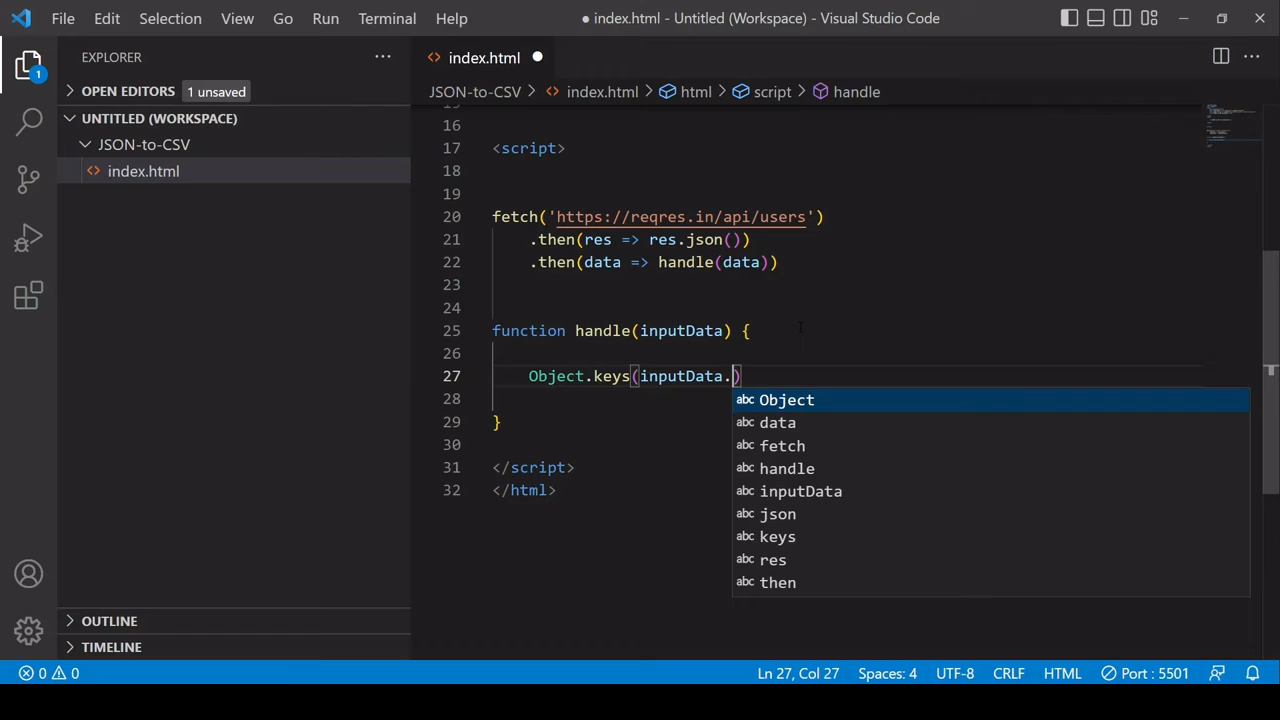 File Edit Selection View Go Run Terminal Help ● index.html - Untitled (Workspace) - Visual Studio Code
EXPLORER
1
OPEN EDITORS 1 unsaved
UNTITLED (WORKSPACE)
JSON-to-CSV
index.html
OUTLINE
TIMELINE
index.html
JSON-to-CSV > index.html > html > script > handle
15
16
17 <script>
18
19
20 fetch('https://reqres.in/api/users')
21 .then(res => res.json())
22 .then(data => handle(data))
23
24
25 function handle(inputData) {
26
27 Object.keys(inputData.)
28
29 }
30
31 </script>
32 </html>
abc Object
abc data
abc fetch
abc handle
abc inputData
abc json
abc keys
abc res
abc then
0 0 Ln 27, Col 27 Spaces: 4 UTF-8 CRLF HTML Port : 5501